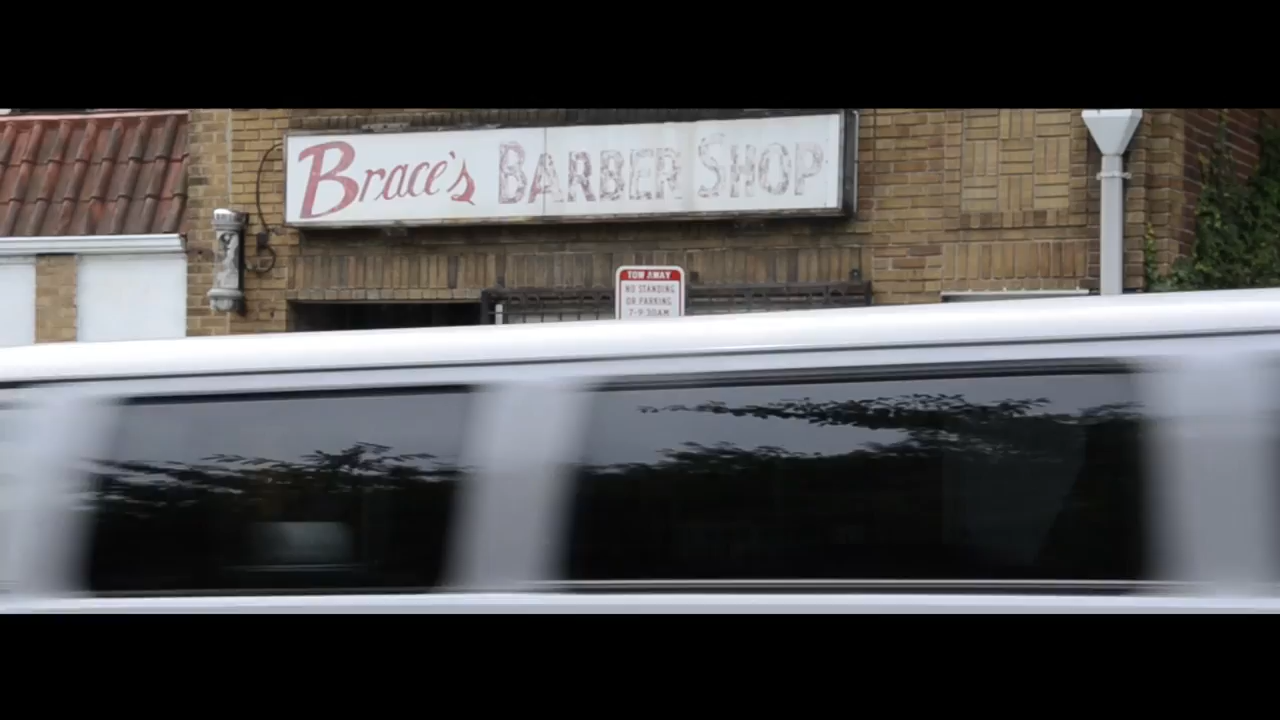 Brace's BARBER SHOP
TOW AWAY
NO STANDING
OR PARKING
7-9:30AM